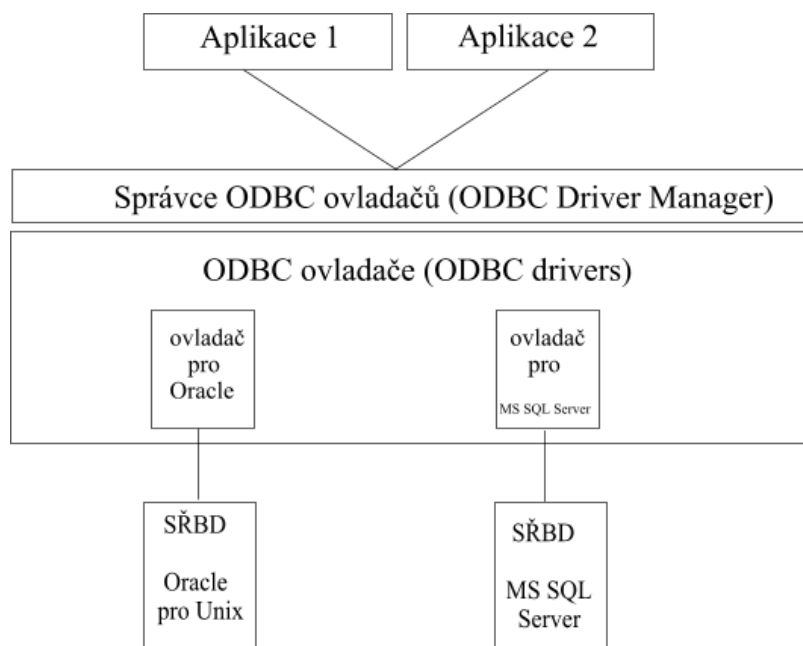 Aplikace 1
Aplikace 2
Správce ODBC ovladačů (ODBC Driver Manager)
ODBC ovladače (ODBC drivers)
ovladač
pro
Oracle
ovladač
pro
MS SQL Server
SŘBD
Oracle
pro Unix
SŘBD
MS SQL
Server